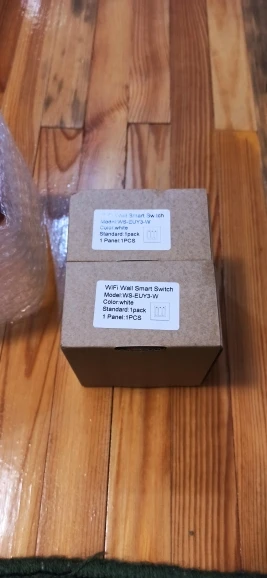 Wall Smart Switch
Model:WS-EUY3-W
Color:white
Standard:1pack
1 Panel:1PCS
WiFi Wall Smart Switch
Model:WS-EUY3-W
Color:white
Standard:1pack
1 Panel:1PCS